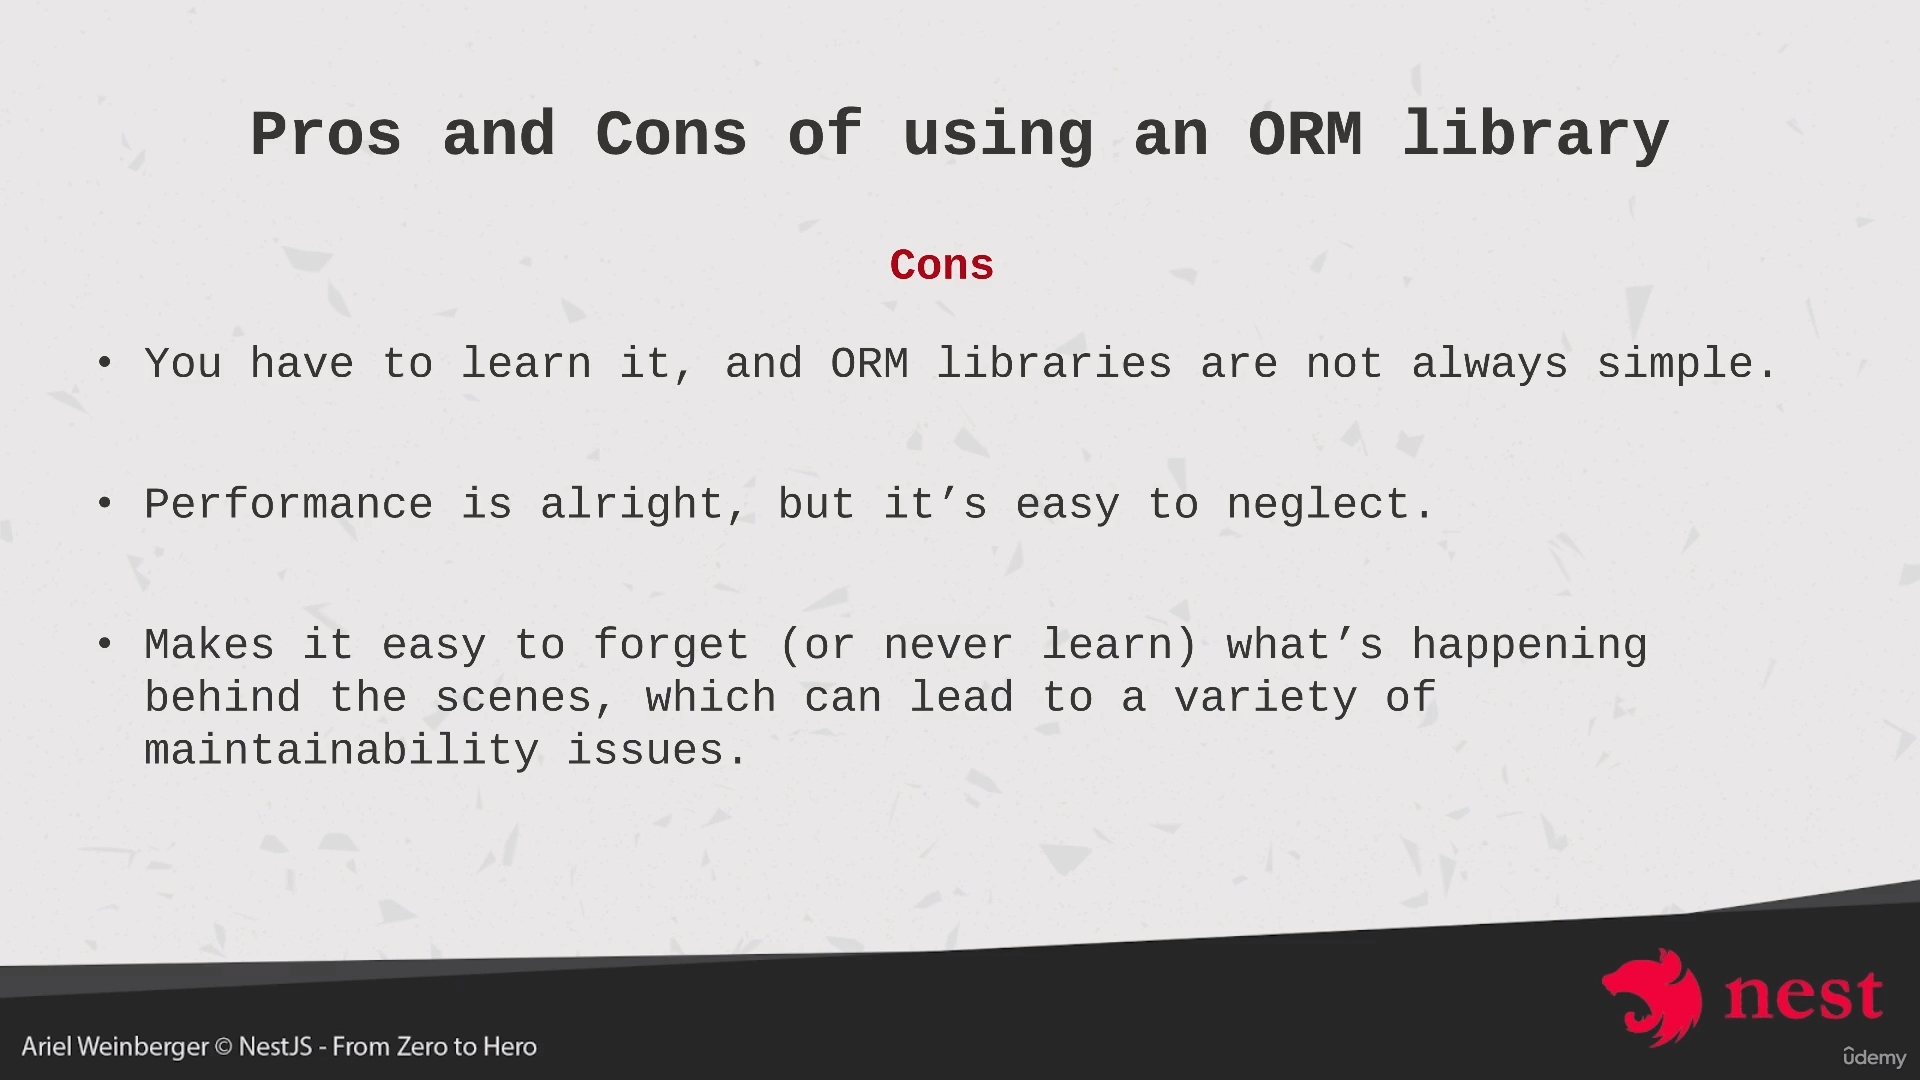 Pros and Cons of using an ORM library
Cons
• You have to learn it, and ORM libraries are not always simple.
• Performance is alright, but it’s easy to neglect.
• Makes it easy to forget (or never learn) what’s happening
behind the scenes, which can lead to a variety of
maintainability issues.
nest
Ariel Weinberger © NestJS - From Zero to Hero
ûdemy